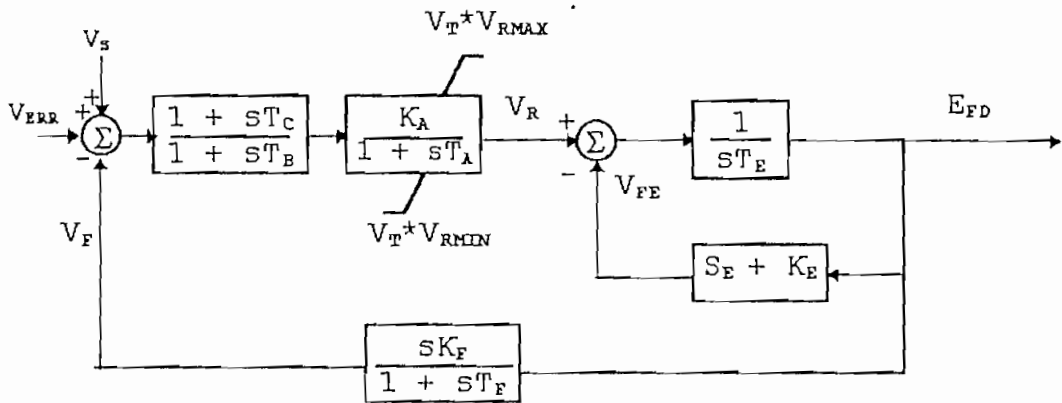 V_T*V_RMAX
V_S
V_ERR
+
+
-
Σ
1 + sT_C
1 + sT_B
K_A
1 + sT_A
V_R
+
-
Σ
1
sT_E
E_FD
V_FE
V_T*V_RMIN
V_F
S_E + K_E
sK_F
1 + sT_F